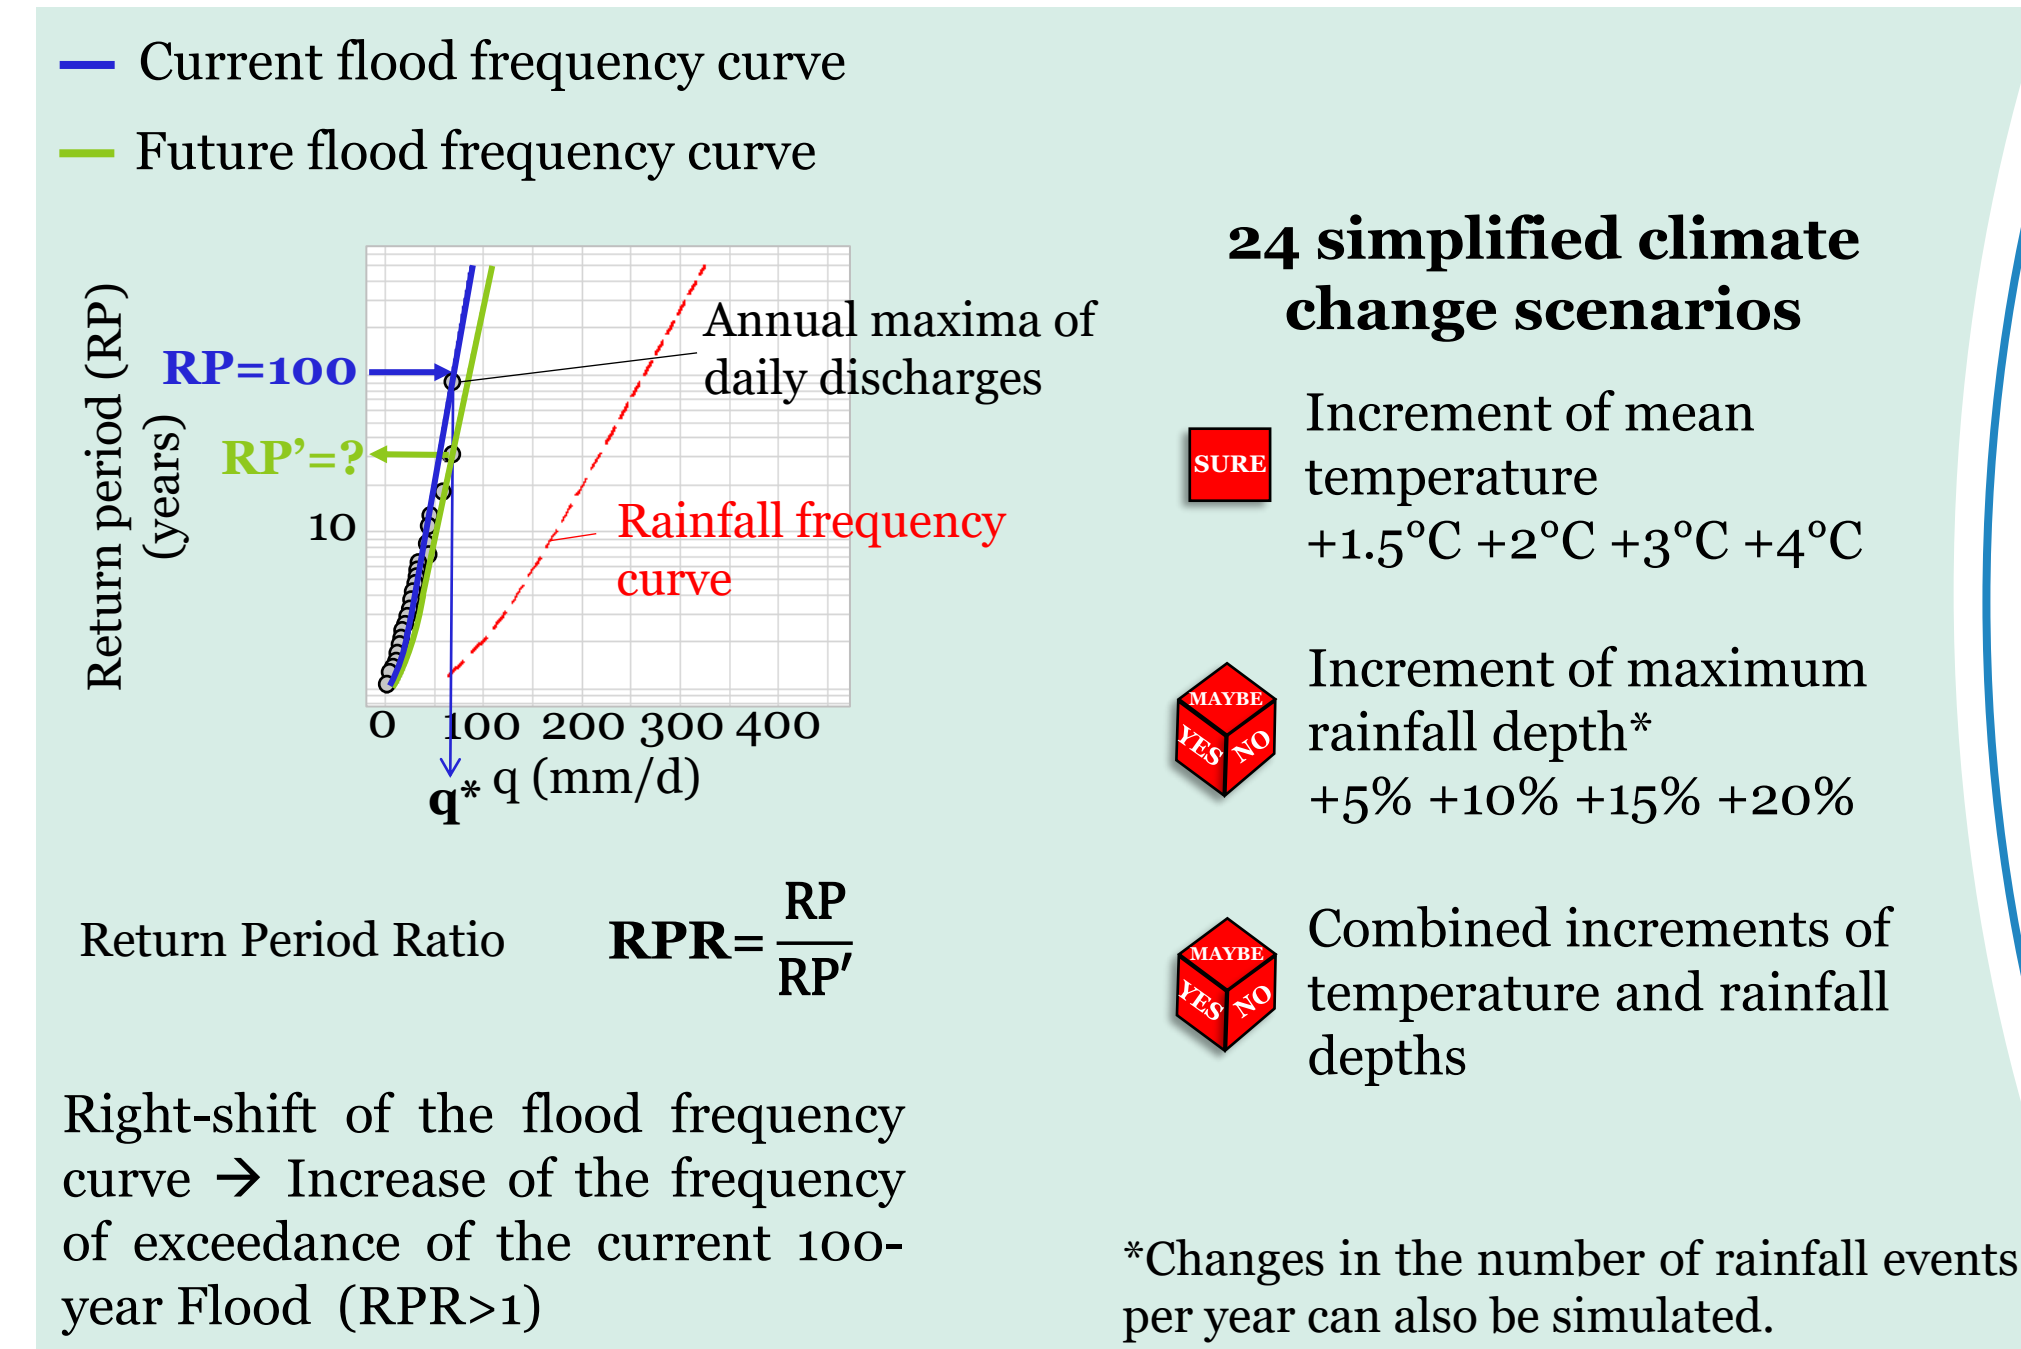 Current flood frequency curve
Future flood frequency curve
Return period (RP)
(years)
RP=100
RP’=?
10
Annual maxima of
daily discharges
Rainfall frequency
curve
0 100 200 300 400
q* q (mm/d)
Return Period Ratio RPR= RP
RP′
Right-shift of the flood frequency
curve → Increase of the frequency
of exceedance of the current 100-
year Flood (RPR>1)
24 simplified climate
change scenarios
SURE
Increment of mean
temperature
+1.5°C +2°C +3°C +4°C
MAYBE
YES NO
Increment of maximum
rainfall depth*
+5% +10% +15% +20%
MAYBE
YES NO
Combined increments of
temperature and rainfall
depths
*Changes in the number of rainfall events
per year can also be simulated.